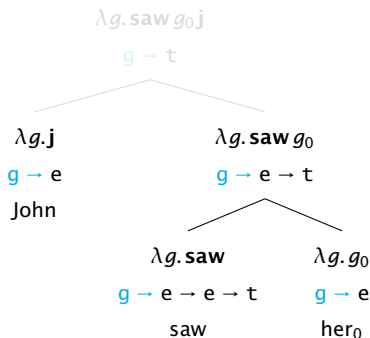 λg. saw g₀ j
g → t
λg. j λg. saw g₀
g → e g → e → t
John
λg. saw λg. g₀
g → e → e → t g → e
saw her₀